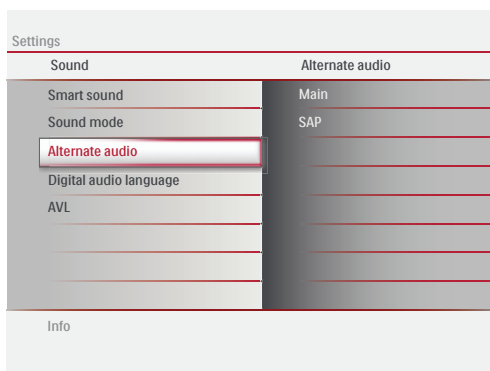 Settings
Sound
Alternate audio
Smart sound
Main
Sound mode
SAP
Alternate audio
Digital audio language
AVL
Info